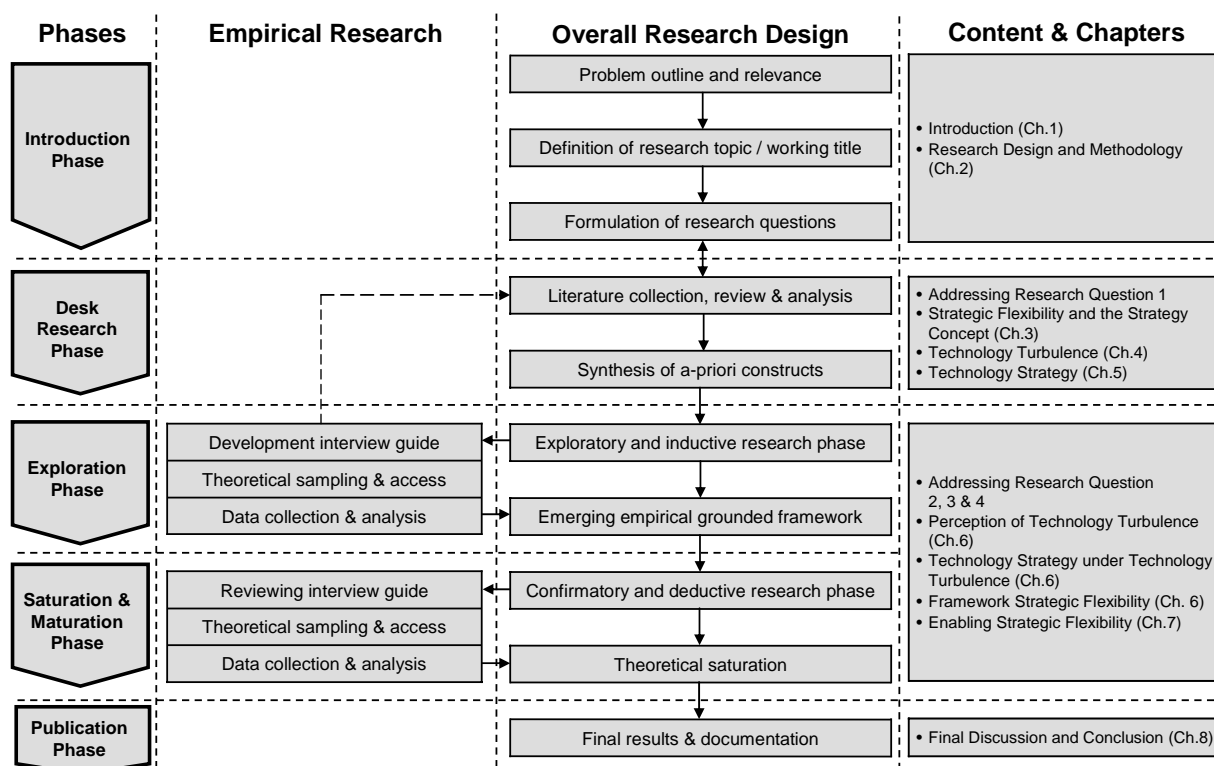 Phases
Empirical Research
Overall Research Design
Content & Chapters
Introduction
Phase
Problem outline and relevance
Definition of research topic / working title
Formulation of research questions
• Introduction (Ch.1)
• Research Design and Methodology
(Ch.2)
Desk
Research
Phase
Literature collection, review & analysis
Synthesis of a-priori constructs
• Addressing Research Question 1
• Strategic Flexibility and the Strategy
Concept (Ch.3)
• Technology Turbulence (Ch.4)
• Technology Strategy (Ch.5)
Exploration
Phase
Development interview guide
Theoretical sampling & access
Data collection & analysis
Exploratory and inductive research phase
Emerging empirical grounded framework
• Addressing Research Question
2, 3 & 4
• Perception of Technology Turbulence
(Ch.6)
• Technology Strategy under Technology
Turbulence (Ch.6)
• Framework Strategic Flexibility (Ch. 6)
• Enabling Strategic Flexibility (Ch.7)
Saturation &
Maturation
Phase
Reviewing interview guide
Theoretical sampling & access
Data collection & analysis
Confirmatory and deductive research phase
Theoretical saturation
Publication
Phase
Final results & documentation
• Final Discussion and Conclusion (Ch.8)